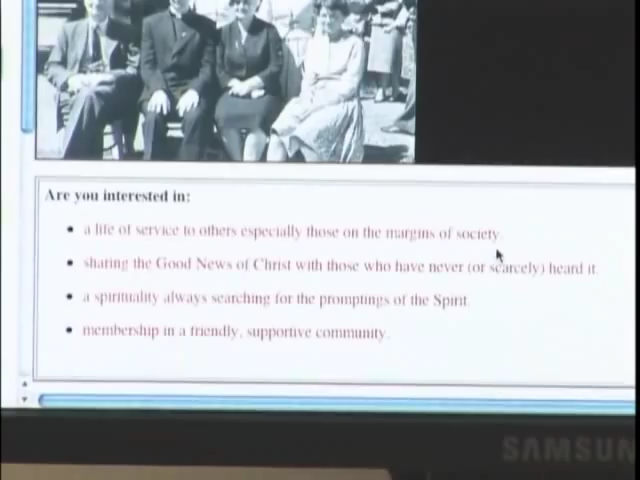 Are you interested in:
a life of service to others especially those on the margins of society.
sharing the Good News of Christ with those who have never (or scarcely) heard it.
a spirituality always searching for the promptings of the Spirit.
membership in a friendly, supportive community.
SAMSUN